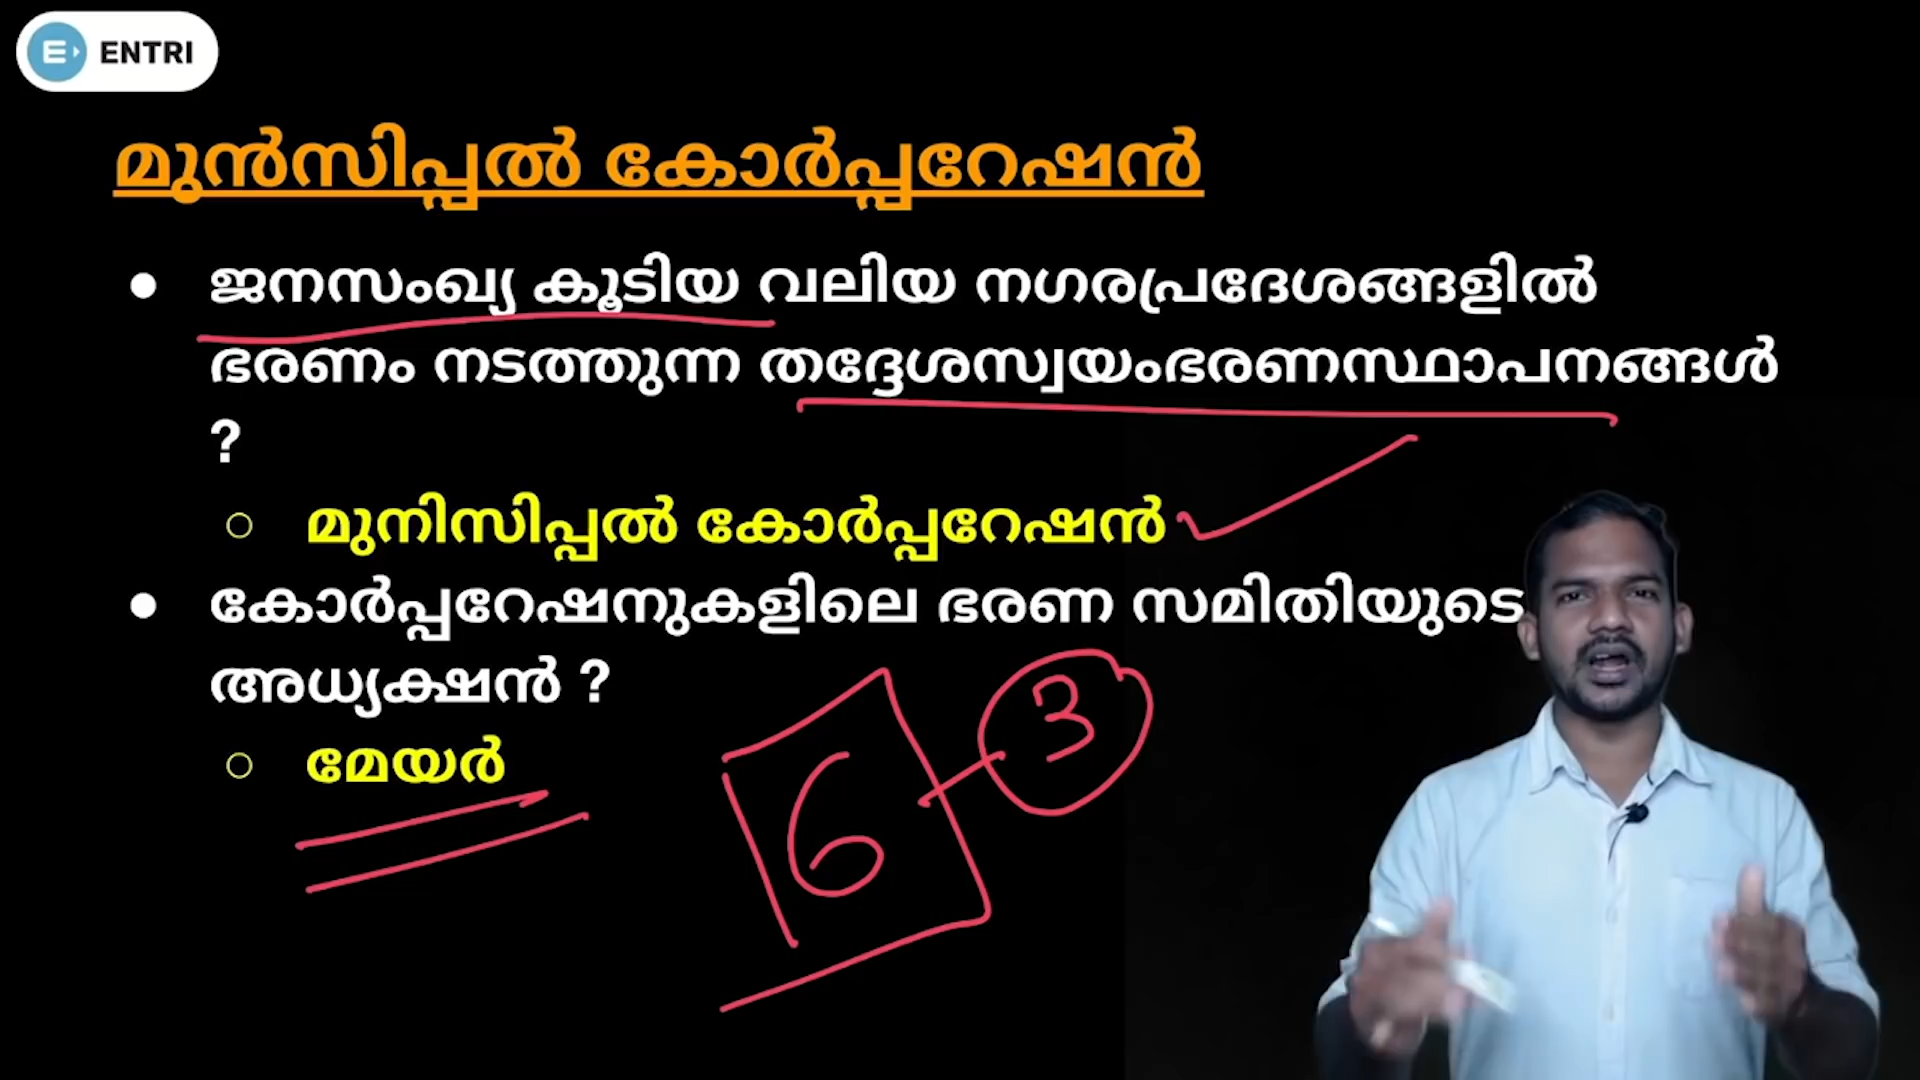 ENTRI
മുൻസിപ്പൽ കോർപ്പറേഷൻ
● ജനസംഖ്യ കൂടിയ വലിയ നഗരപ്രദേശങ്ങളിൽ
ഭരണം നടത്തുന്ന തദ്ദേശസ്വയംഭരണസ്ഥാപനങ്ങൾ
?
○ മുനിസിപ്പൽ കോർപ്പറേഷൻ
● കോർപ്പറേഷനുകളിലെ ഭരണ സമിതിയുടെ
അധ്യക്ഷൻ ?
○ മേയർ
6 3